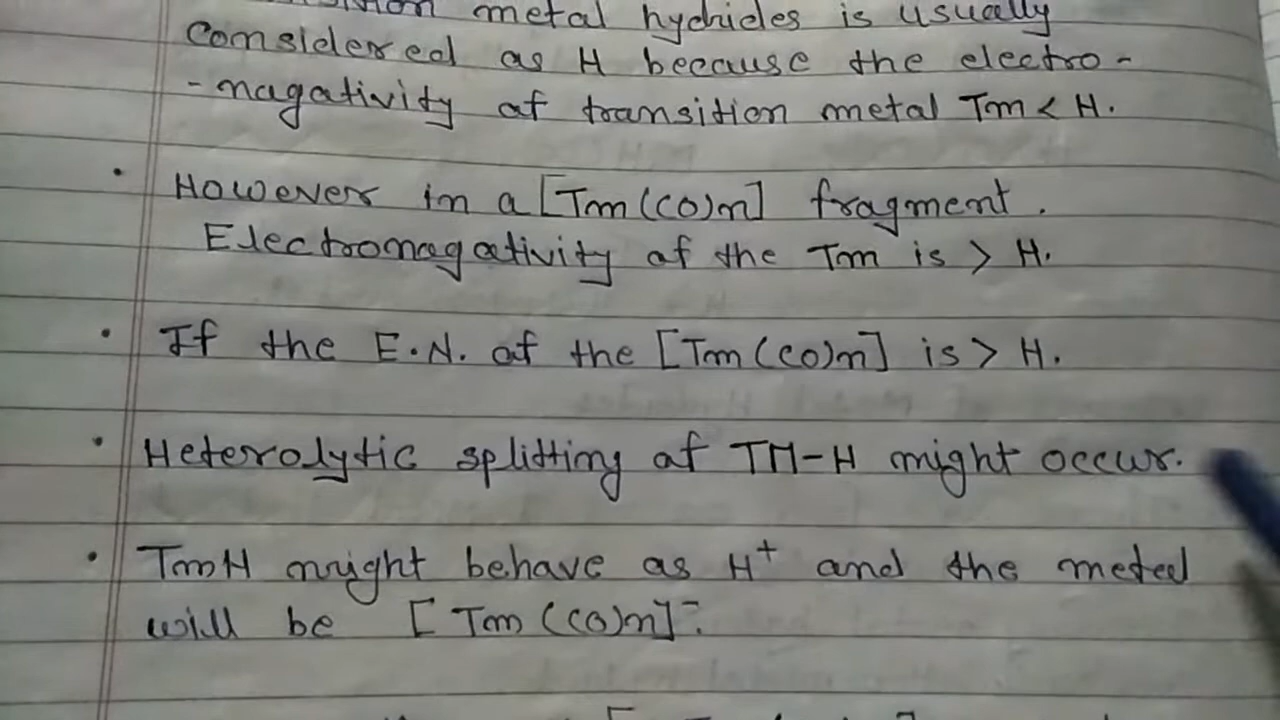 metal hydrides is usually
Considered as H because the electro-
-nagativity of transition metal Tm < H.
• However in a [Tm(CO)n] fragment.
Electronagativity of the Tm is > H.
• If the E.N. of the [Tm(CO)n] is > H.
• Heterolytic splitting of TM-H might occur.
• TmH might behave as H⁺ and the metal
will be [Tm(CO)n]⁻.